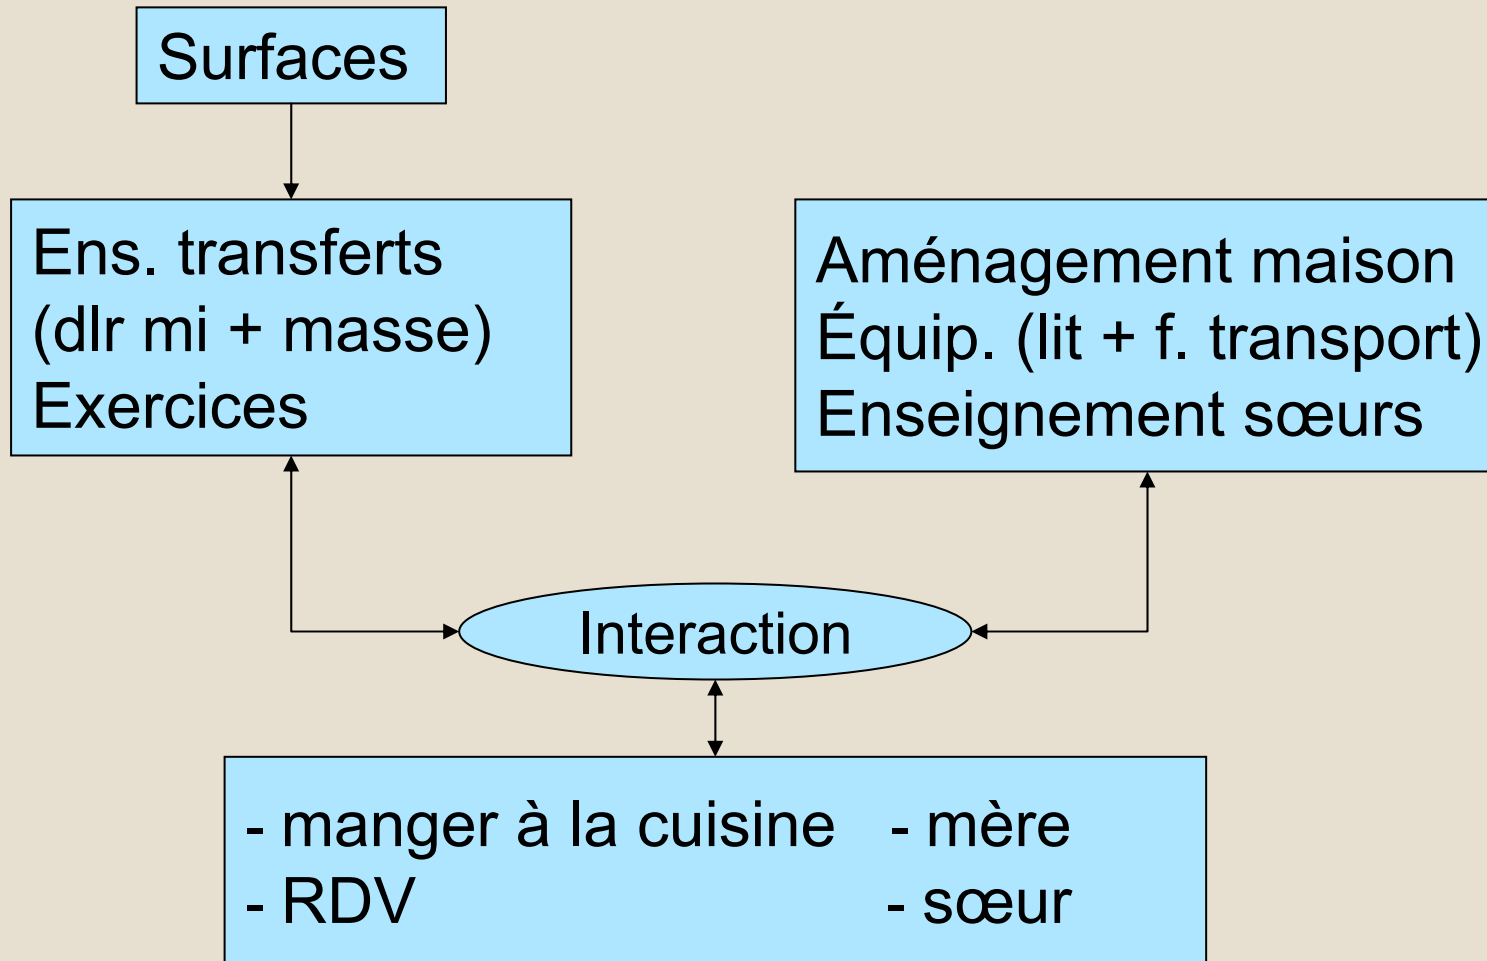 Surfaces
Ens. transferts
(dlr mi + masse)
Exercices
Aménagement maison
Équip. (lit + f. transport)
Enseignement sœurs
Interaction
- manger à la cuisine - mère
- RDV - sœur